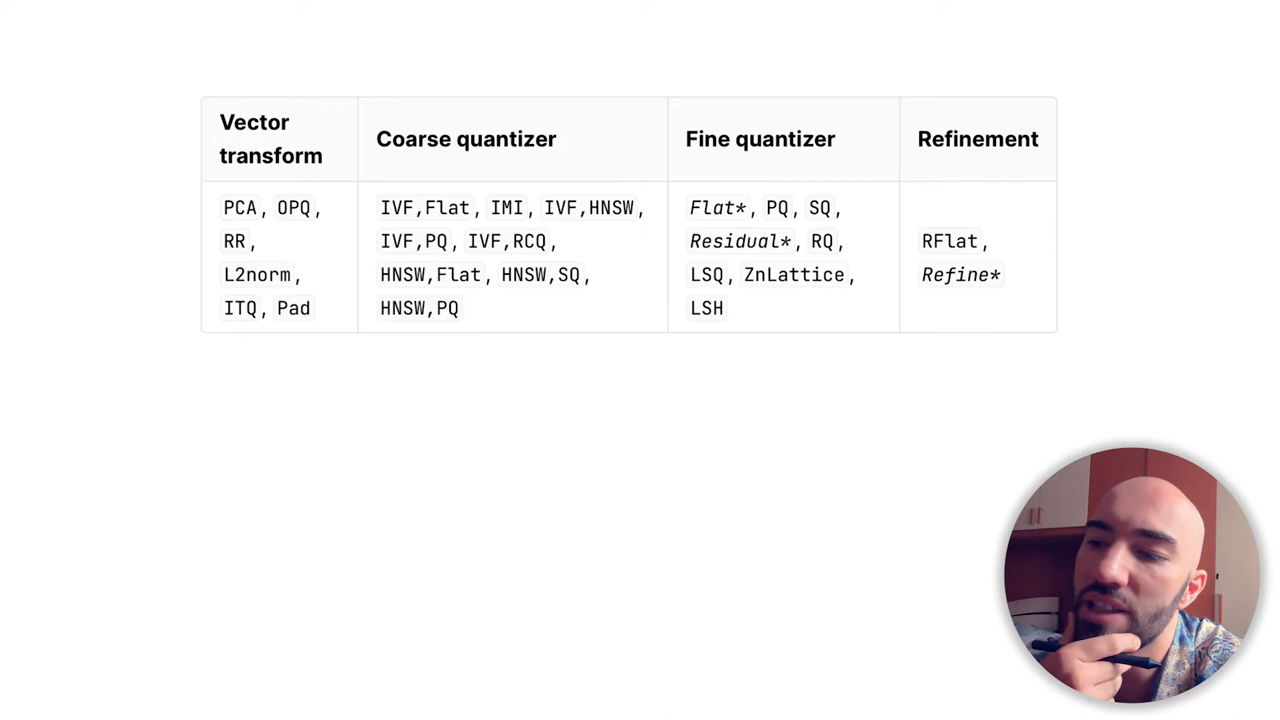 Vector
transform
Coarse quantizer
Fine quantizer
Refinement
PCA, OPQ,
RR,
L2norm,
ITQ, Pad
IVF,Flat, IMI, IVF,HNSW,
IVF,PQ, IVF,RCQ,
HNSW,Flat, HNSW,SQ,
HNSW,PQ
Flat*, PQ, SQ,
Residual*, RQ,
LSQ, ZnLattice,
LSH
RFlat,
Refine*